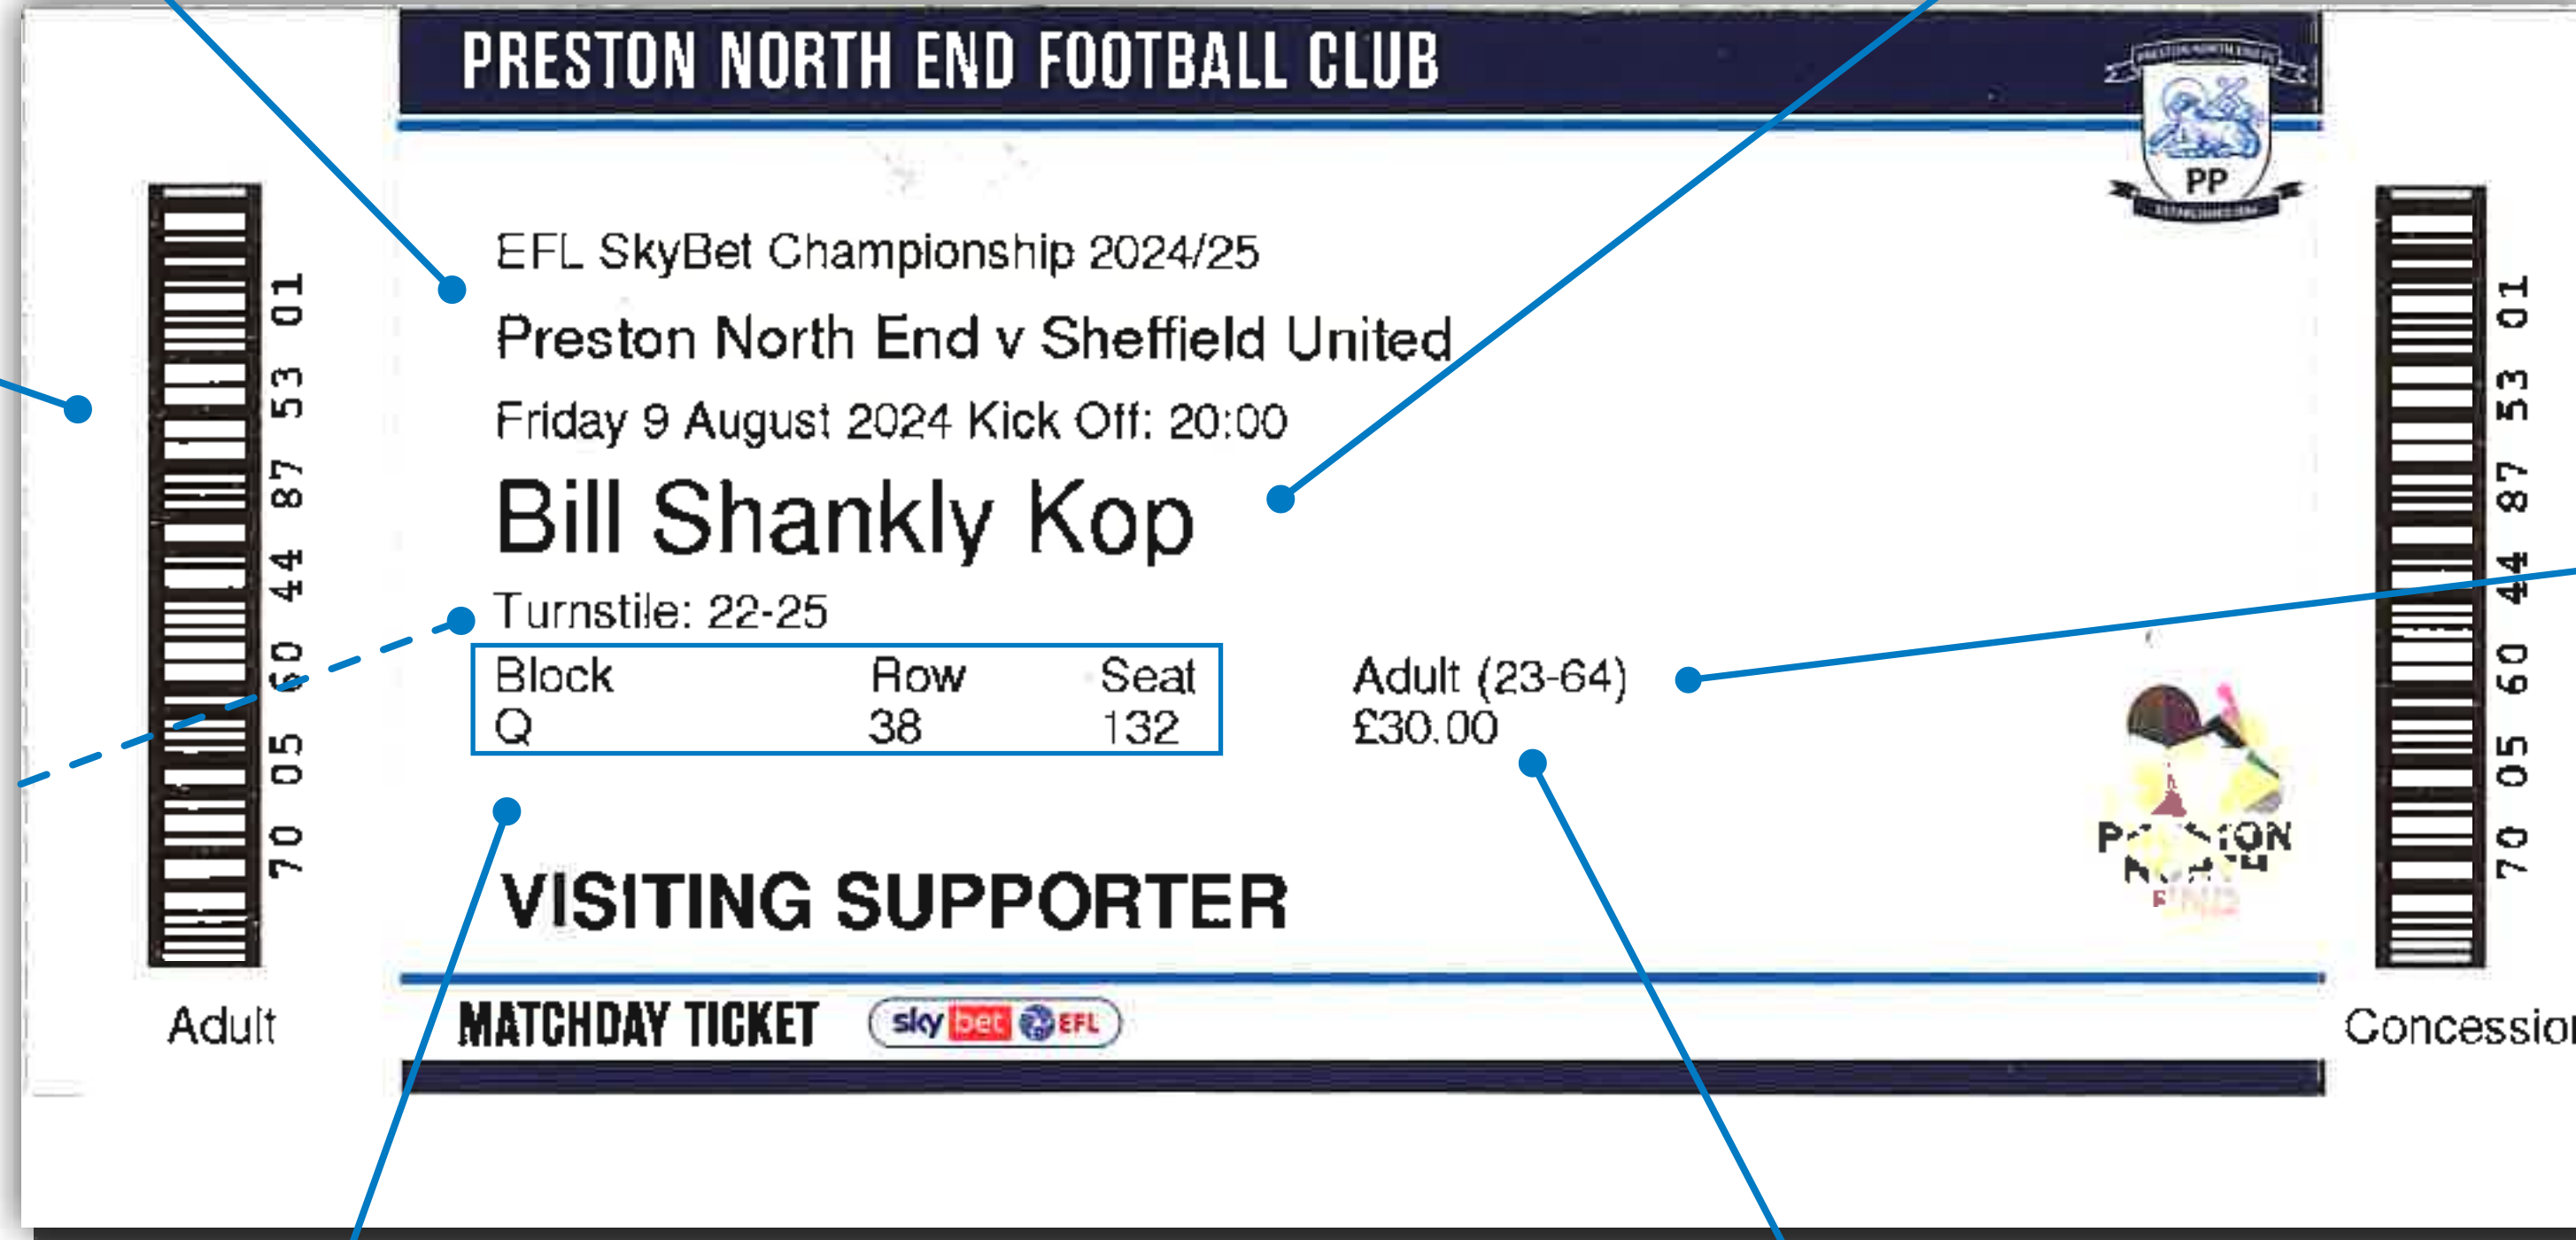 PRESTON NORTH END FOOTBALL CLUB
PP
EFL SkyBet Championship 2024/25
Preston North End v Sheffield United
Friday 9 August 2024 Kick Off: 20:00
Bill Shankly Kop
Turnstile: 22-25
Block Row Seat Adult (23-64)
Q 38 132 £30.00
VISITING SUPPORTER
MATCHDAY TICKET sky bet EFL
70 05 60 44 87 53 01
Adult
70 05 60 44 87 53 01
Concession